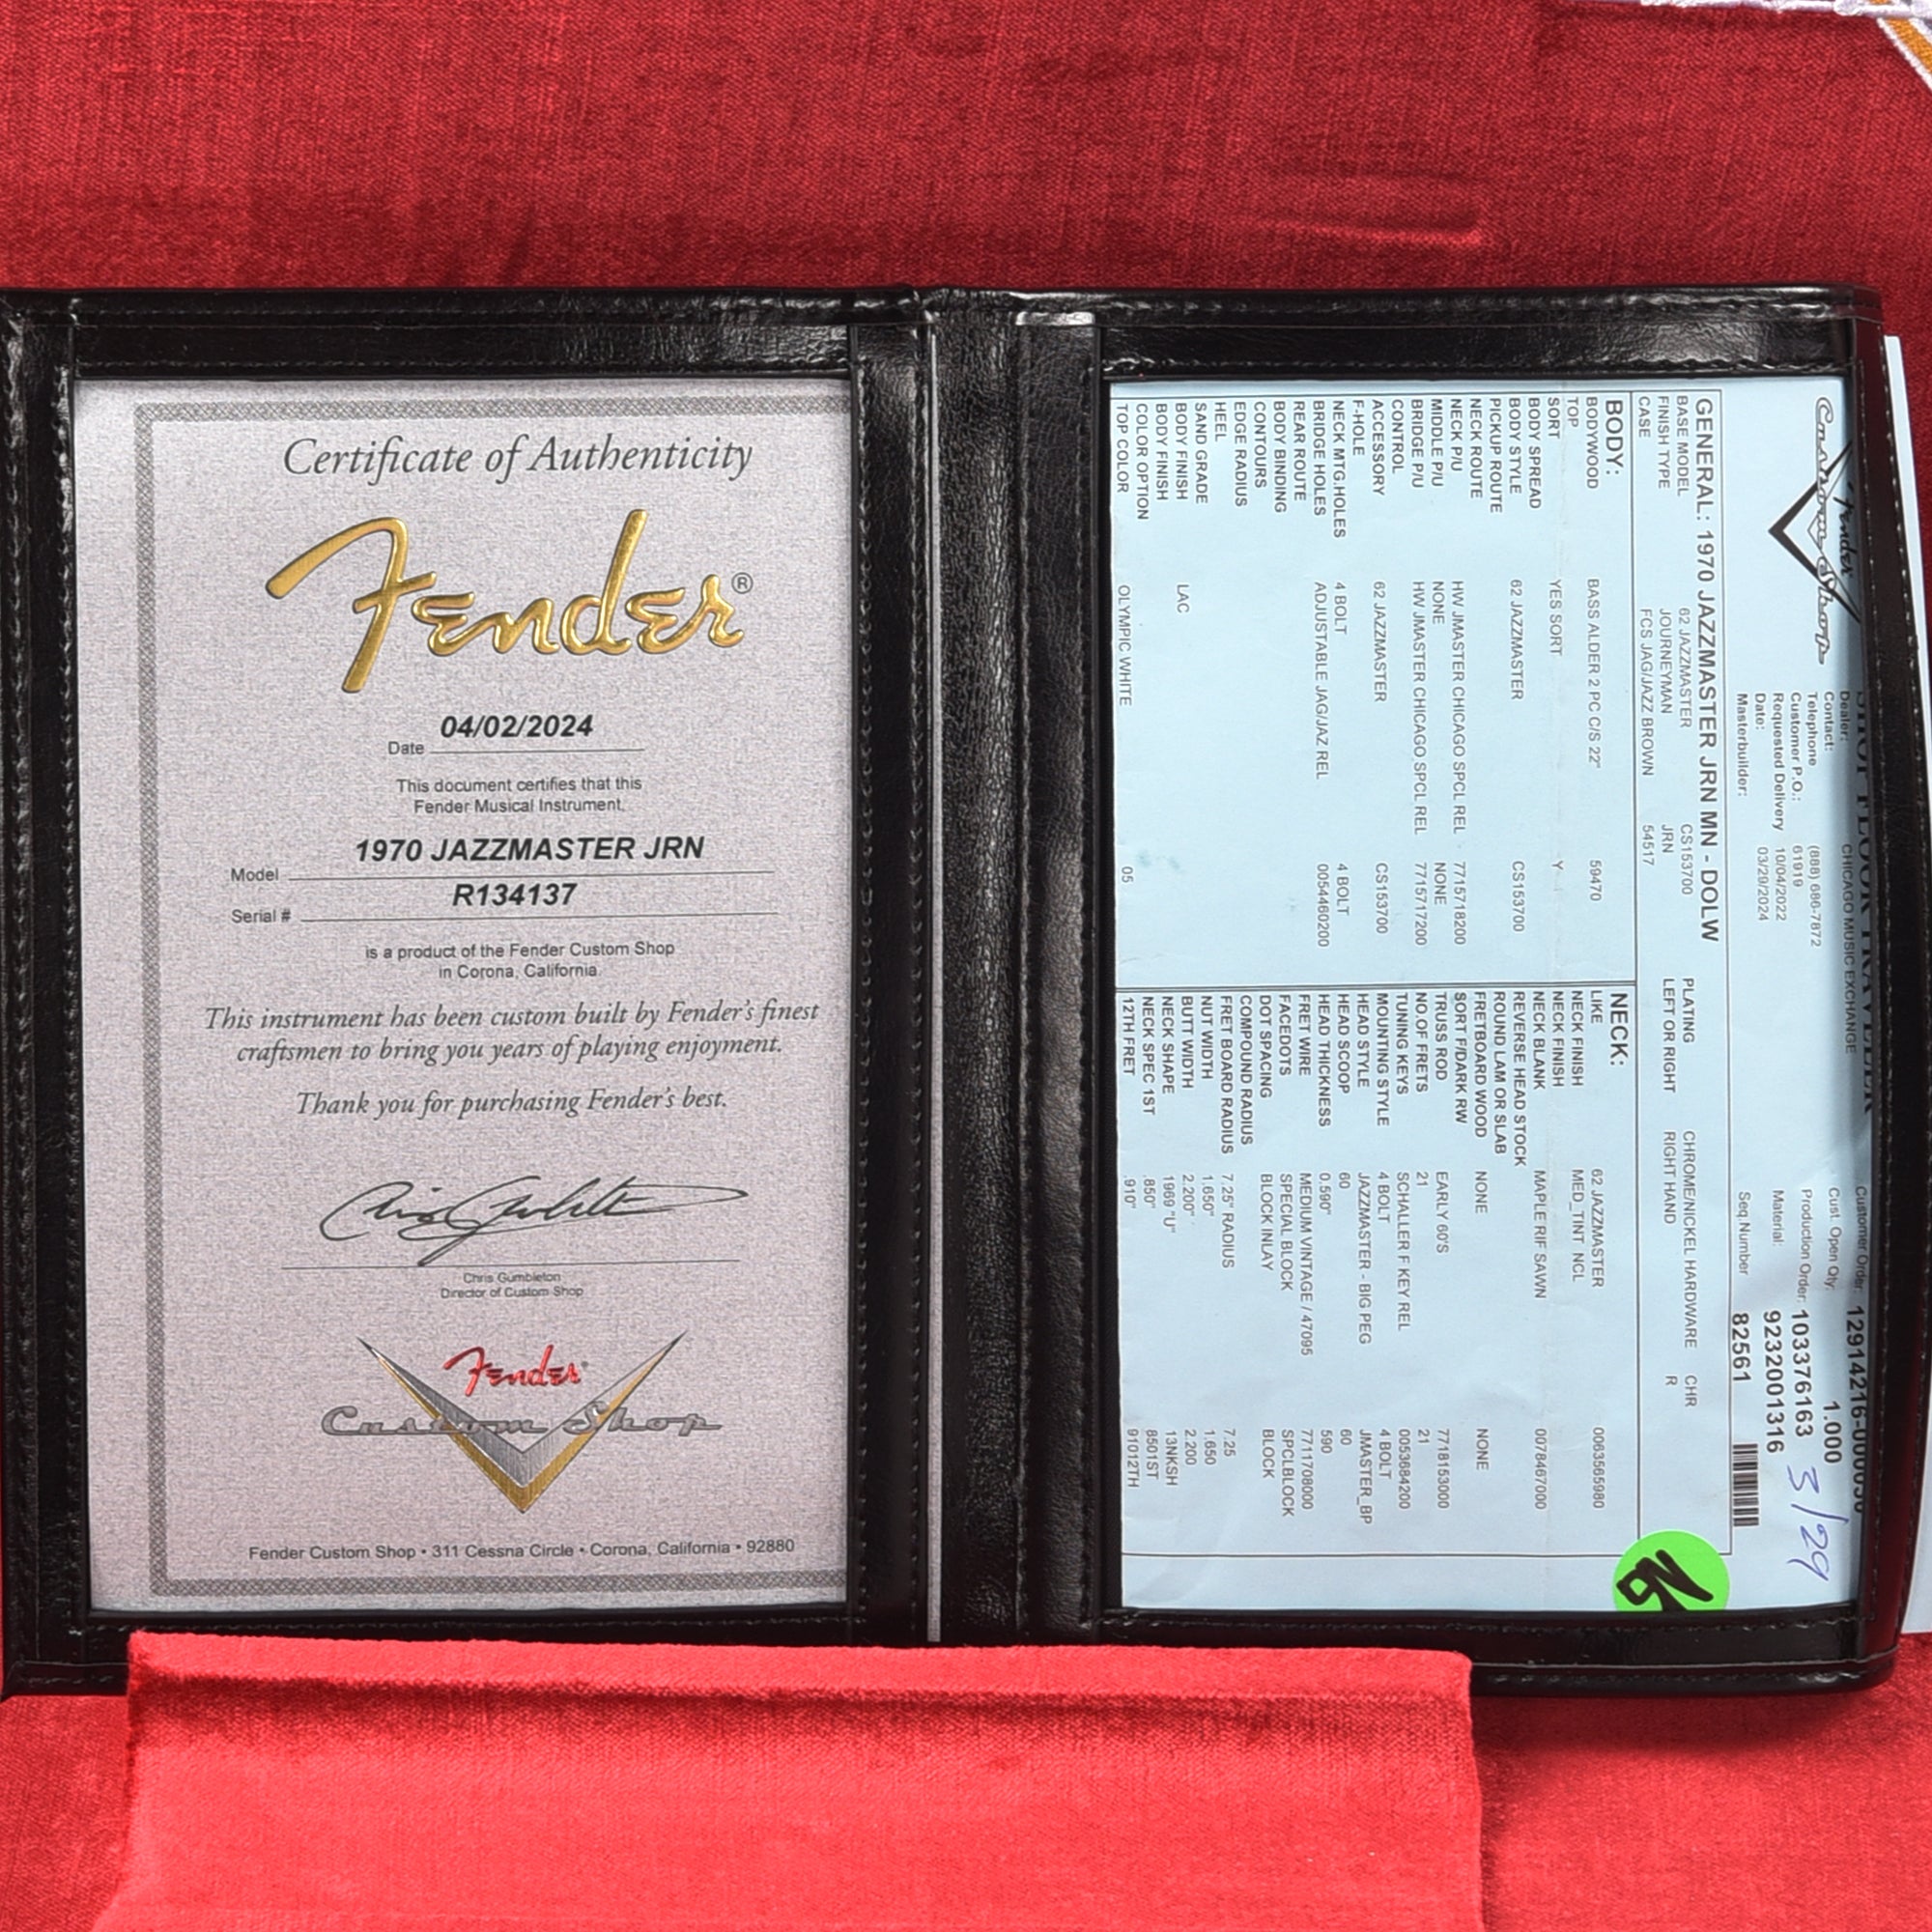 Certificate of Authenticity
Fender®
04/02/2024
Date
This document certifies that this
Fender Musical Instrument,
1970 JAZZMASTER JRN
Model
R134137
Serial #
is a product of the Fender Custom Shop
in Corona, California.
This instrument has been custom built by Fender's finest
craftsmen to bring you years of playing enjoyment.
Thank you for purchasing Fender's best.
Chris Gumbleton
Director of Custom Shop
Fender
Custom Shop
Fender Custom Shop • 311 Cessna Circle • Corona, California • 92880
Fender
Custom Shop
SHOP FLOOR TRAVELER
Dealer: CHICAGO MUSIC EXCHANGE
Contact:
Telephone (888) 686-7872
Customer P.O.: 61919
Requested Delivery 10/04/2022
Date: 03/20/2024
Masterbuilder:
Customer Order: 129142216-0000030
Cust. Open Qty: 1.000
Production Order: 103376163
Material: 9232001316
Seq Number 82561
3/29
GENERAL: 1970 JAZZMASTER JRN MN - DOLW
BASE MODEL 62 JAZZMASTER CS153700 PLATING CHROME/NICKEL HARDWARE CHR
FINISH TYPE JOURNEYMAN JRN LEFT OR RIGHT RIGHT HAND R
CASE FCS JAG/JAZZ BROWN 54517
BODY:
BODYWOOD BASS ALDER 2 PC C/S 22" 59470
TOP
SORT YES SORT Y
BODY SPREAD
BODY STYLE 62 JAZZMASTER CS153700
PICKUP ROUTE
NECK ROUTE
NECK P/U HW JMASTER CHICAGO SPCL REL 7715718200
MIDDLE P/U NONE NONE
BRIDGE P/U HW JMASTER CHICAGO SPCL REL 7715717200
CONTROL
ACCESSORY 62 JAZZMASTER CS153700
F-HOLE
NECK MTG.HOLES 4 BOLT 4 BOLT
BRIDGE HOLES ADJUSTABLE JAG/JAZ REL 0054460200
REAR ROUTE
BODY BINDING
CONTOURS
EDGE RADIUS
HEEL
SAND GRADE
BODY FINISH LAC
BODY FINISH
COLOR OPTION
TOP COLOR OLYMPIC WHITE 05
NECK:
LIKE 62 JAZZMASTER 0063565980
NECK FINISH MED_TINT NCL
NECK FINISH
NECK BLANK MAPLE RIF SAWN 0078467000
REVERSE HEAD STOCK
ROUND LAM OR SLAB
FRETBOARD WOOD NONE NONE
SORT F/DARK RW
TRUSS ROD EARLY 60'S 7718153000
NO.OF FRETS 21 21
TUNING KEYS SCHALLER F KEY REL 0053684200
MOUNTING STYLE 4 BOLT 4 BOLT
HEAD STYLE JAZZMASTER - BIG PEG JMASTER_BP
HEAD SCOOP 60 60
HEAD THICKNESS 0.590" 590
FRET WIRE MEDIUM VINTAGE / 47095 7711708000
FACEDOTS SPECIAL BLOCK SPCLBLOCK
DOT SPACING BLOCK INLAY BLOCK
COMPOUND RADIUS
FRET BOARD RADIUS 7.25" RADIUS 7.25
NUT WIDTH 1.650" 1.650
BUTT WIDTH 2.200" 2.200
NECK SHAPE 1969 "U" 13NKSH
NECK SPEC 1ST .850" 8501ST
12TH FRET .910" 91012TH